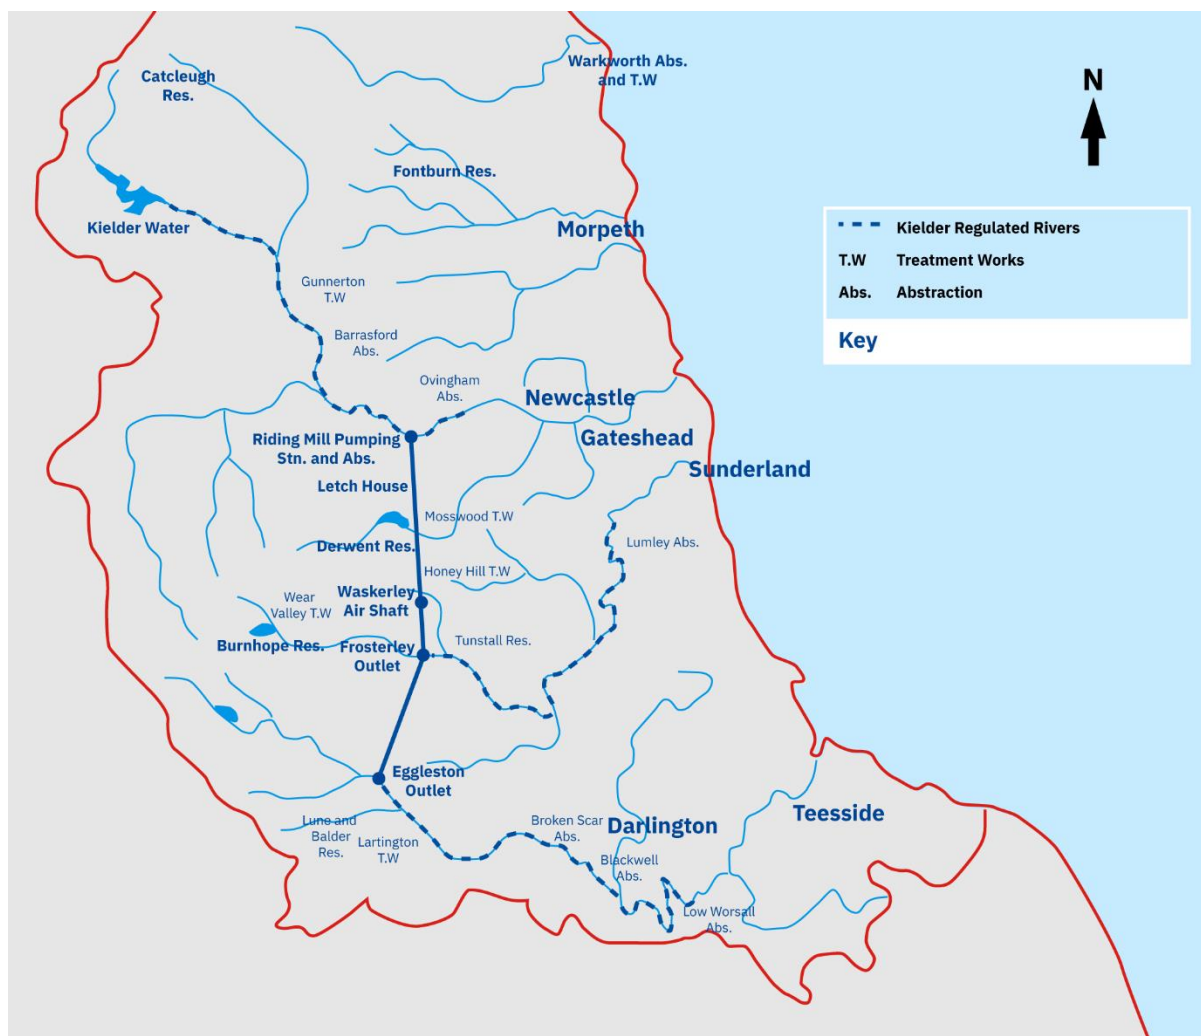 Warkworth Abs.
and T.W
Catcleugh
Res.
N
Fontburn Res.
Kielder Water
Morpeth
Kielder Regulated Rivers
T.W Treatment Works
Abs. Abstraction
Key
Gunnerton
T.W
Barrasford
Abs.
Ovingham
Abs.
Newcastle
Riding Mill Pumping
Stn. and Abs.
Gateshead
Sunderland
Letch House
Mosswood T.W
Derwent Res.
Lumley Abs.
Honey Hill T.W
Waskerley
Air Shaft
Wear
Valley T.W
Burnhope Res.
Frosterley
Outlet
Tunstall Res.
Eggleston
Outlet
Lune and
Balder
Res.
Lartington
T.W
Broken Scar
Abs.
Darlington
Teesside
Blackwell
Abs.
Low Worsall
Abs.